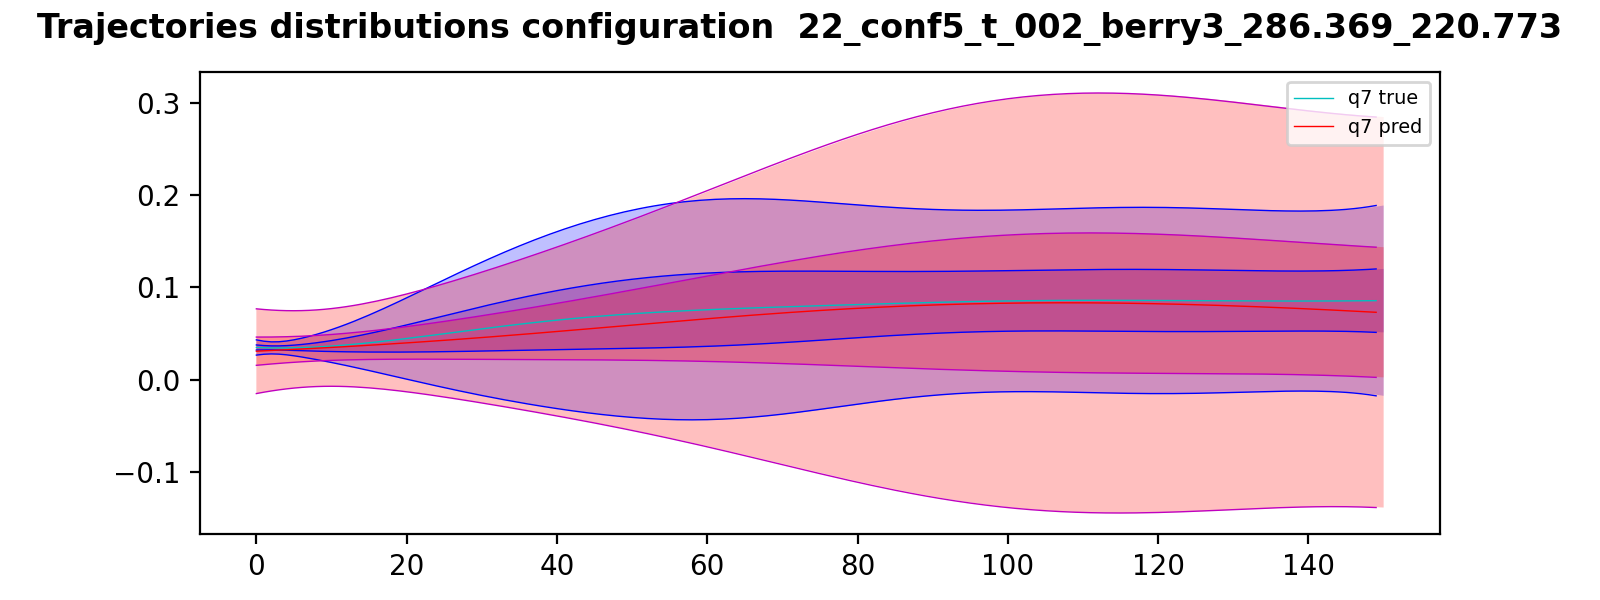 Trajectories distributions configuration  22_conf5_t_002_berry3_286.369_220.773
q7 true
q7 pred
0.3
0.2
0.1
0.0
−0.1
0 20 40 60 80 100 120 140